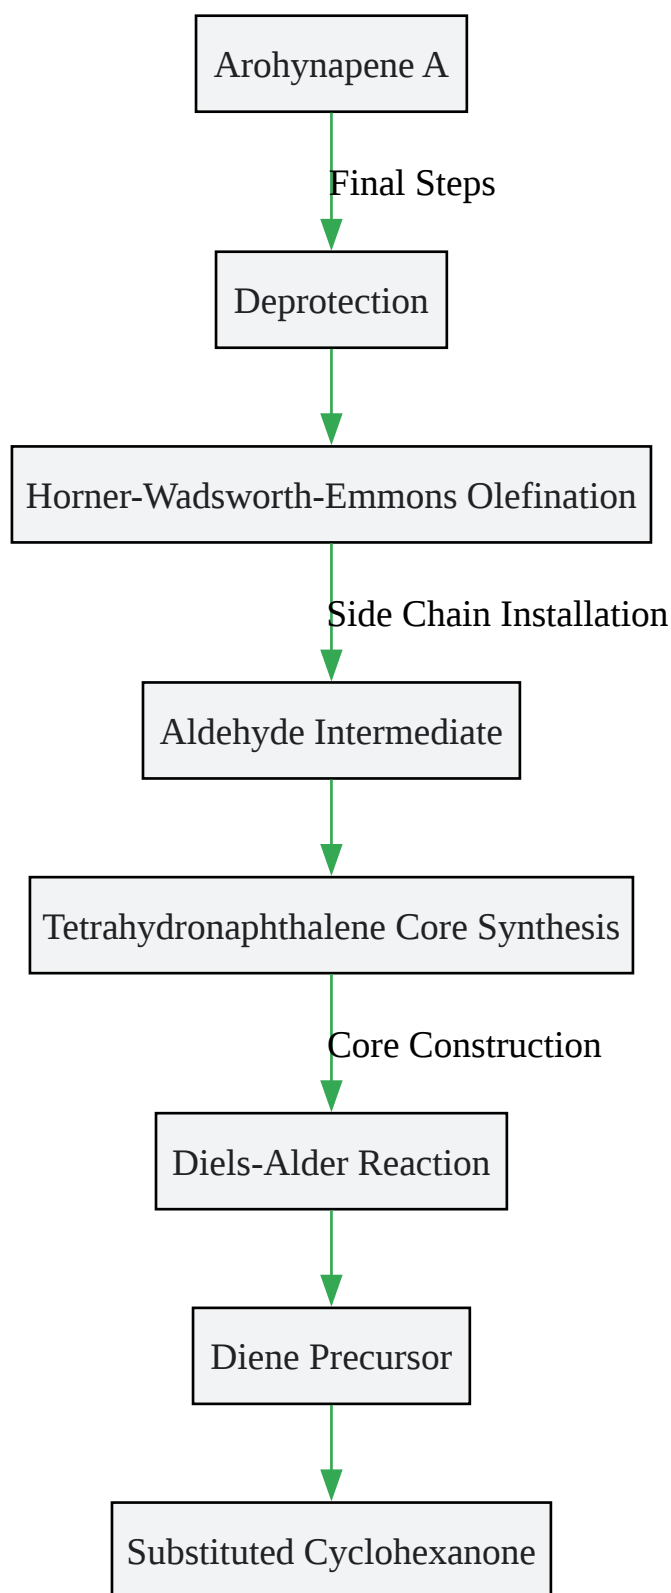 Arohynapene A
Final Steps
Deprotection
Horner-Wadsworth-Emmons Olefination
Side Chain Installation
Aldehyde Intermediate
Tetrahydronaphthalene Core Synthesis
Core Construction
Diels-Alder Reaction
Diene Precursor
Substituted Cyclohexanone